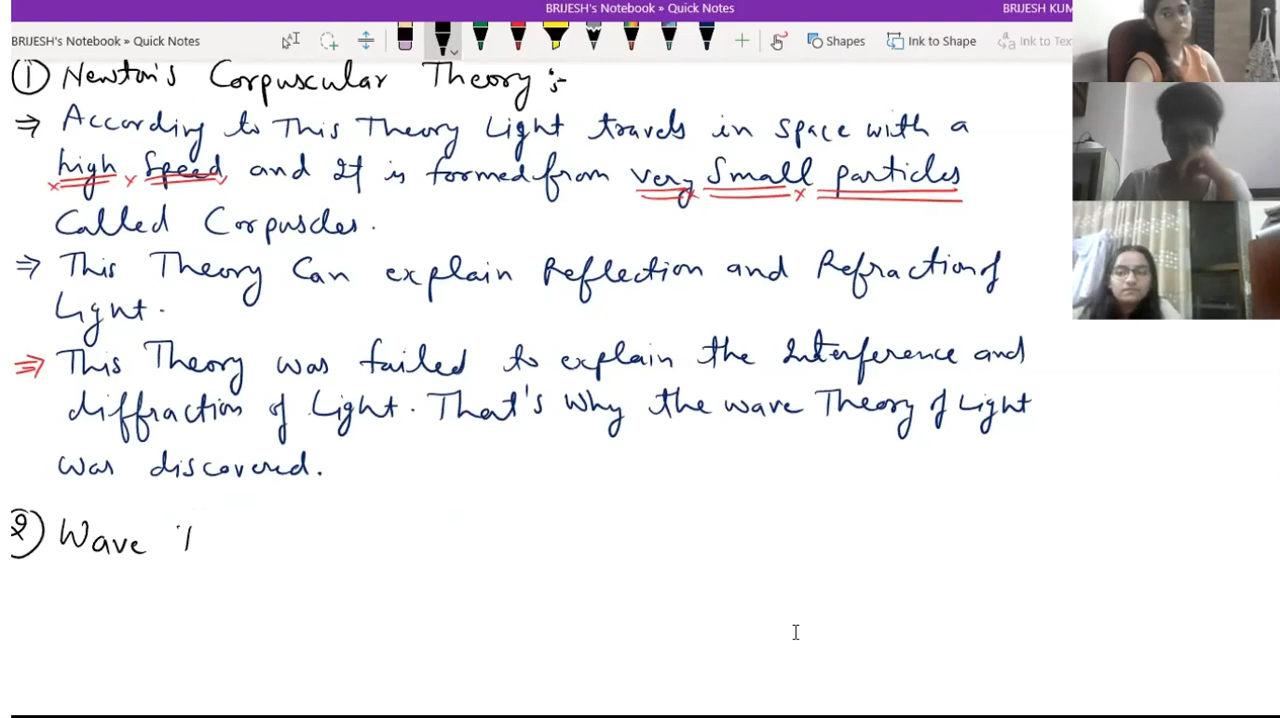 BRIJESH's Notebook » Quick Notes
BRIJESH KUM
BRIJESH's Notebook » Quick Notes
Shapes
Ink to Shape
Ink to Tex
① Newton's Corpuscular Theory :-
⇒ According to This Theory Light travels in space with a
high Speed and It is formed from very Small particles
Called Corpuscles.
⇒ This Theory Can explain Reflection and Refraction of
Light.
⇒ This Theory was failed to explain the Interference and
diffraction of Light. That's Why the wave Theory of Light
was discovered.
② Wave